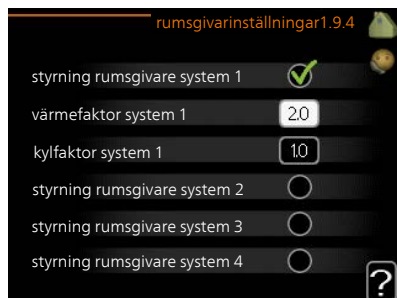 rumsgivarinställningar1.9.4
styrning rumsgivare system 1
värmefaktor system 1 2.0
kylfaktor system 1 1.0
styrning rumsgivare system 2
styrning rumsgivare system 3
styrning rumsgivare system 4
?